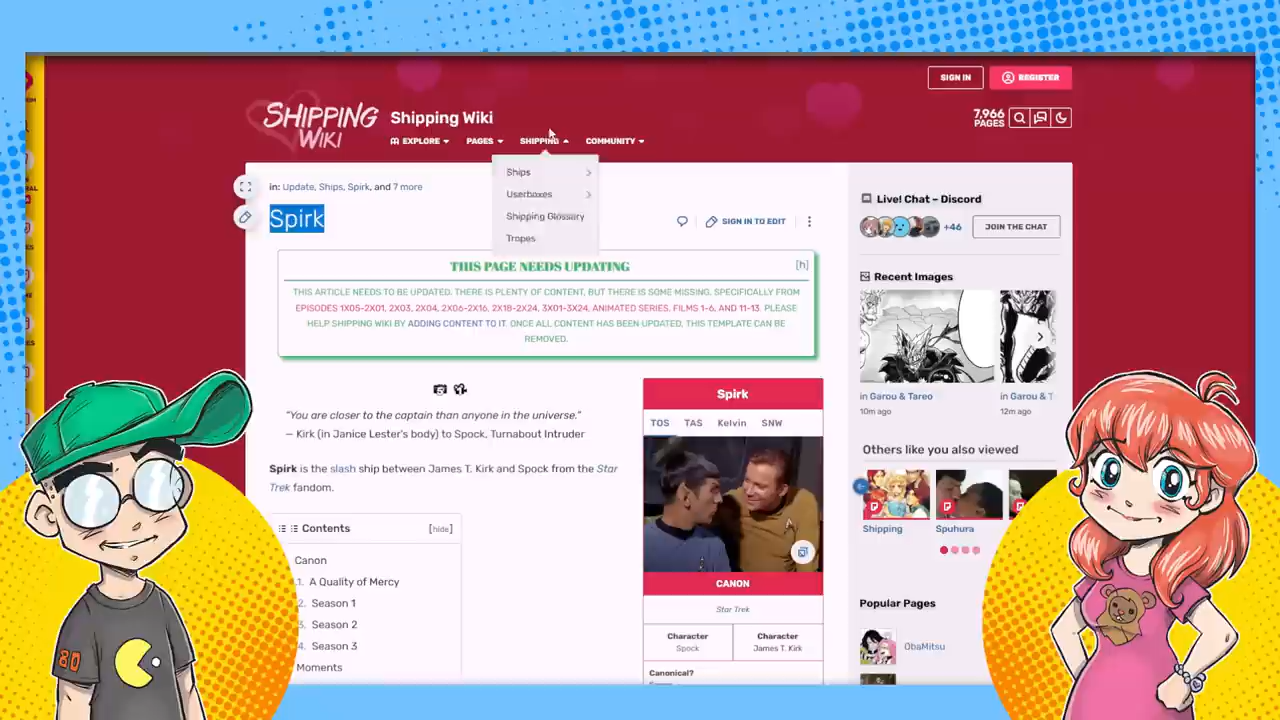 SIGN IN
REGISTER
SHIPPING
WIKI
Shipping Wiki
7,966
PAGES
EXPLORE
PAGES
SHIPPING
COMMUNITY
Ships
Userboxes
Shipping Glossary
Tropes
in: Update, Ships, Spirk, and 7 more
Spirk
SIGN IN TO EDIT
THIS PAGE NEEDS UPDATING
[h]
THIS ARTICLE NEEDS TO BE UPDATED. THERE IS PLENTY OF CONTENT, BUT THERE IS SOME MISSING, SPECIFICALLY FROM
EPISODES 1X05-2X01, 2X03, 2X04, 2X06-2X16, 2X18-2X24, 3X01-3X24, ANIMATED SERIES, FILMS 1-6, AND 11-13. PLEASE
HELP SHIPPING WIKI BY ADDING CONTENT TO IT. ONCE ALL CONTENT HAS BEEN UPDATED, THIS TEMPLATE CAN BE
REMOVED.
"You are closer to the captain than anyone in the universe."
— Kirk (in Janice Lester's body) to Spock, Turnabout Intruder
Spirk is the slash ship between James T. Kirk and Spock from the Star
Trek fandom.
Contents
[hide]
Canon
.1. A Quality of Mercy
2. Season 1
3. Season 2
4. Season 3
Moments
Spirk
TOS TAS Kelvin SNW
CANON
Star Trek
Character
Spock
Character
James T. Kirk
Canonical?
Live! Chat – Discord
+46
JOIN THE CHAT
Recent Images
in Garou & Tareo
10m ago
in Garou & T
12m ago
Others like you also viewed
Shipping
Spuhura
Popular Pages
ObaMitsu
80